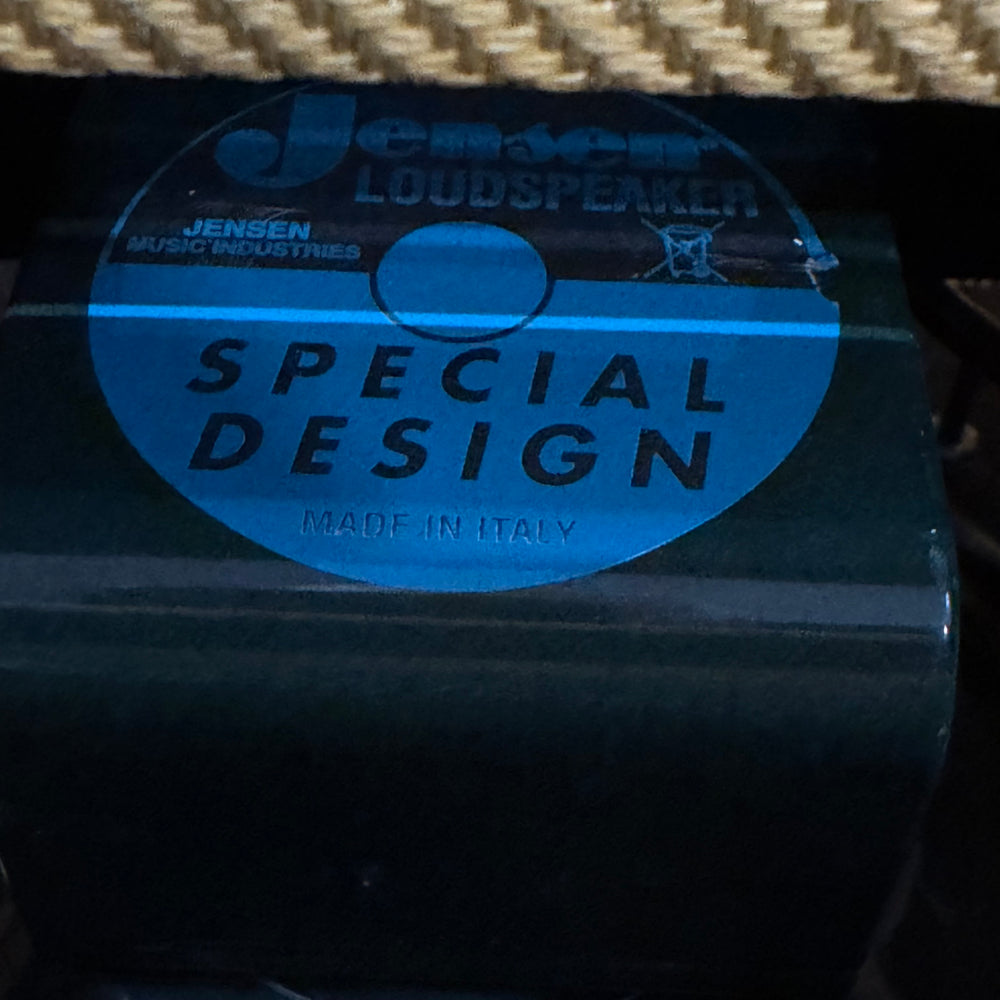 Jensen
LOUDSPEAKER
JENSEN
MUSIC INDUSTRIES
SPECIAL
DESIGN
MADE IN ITALY